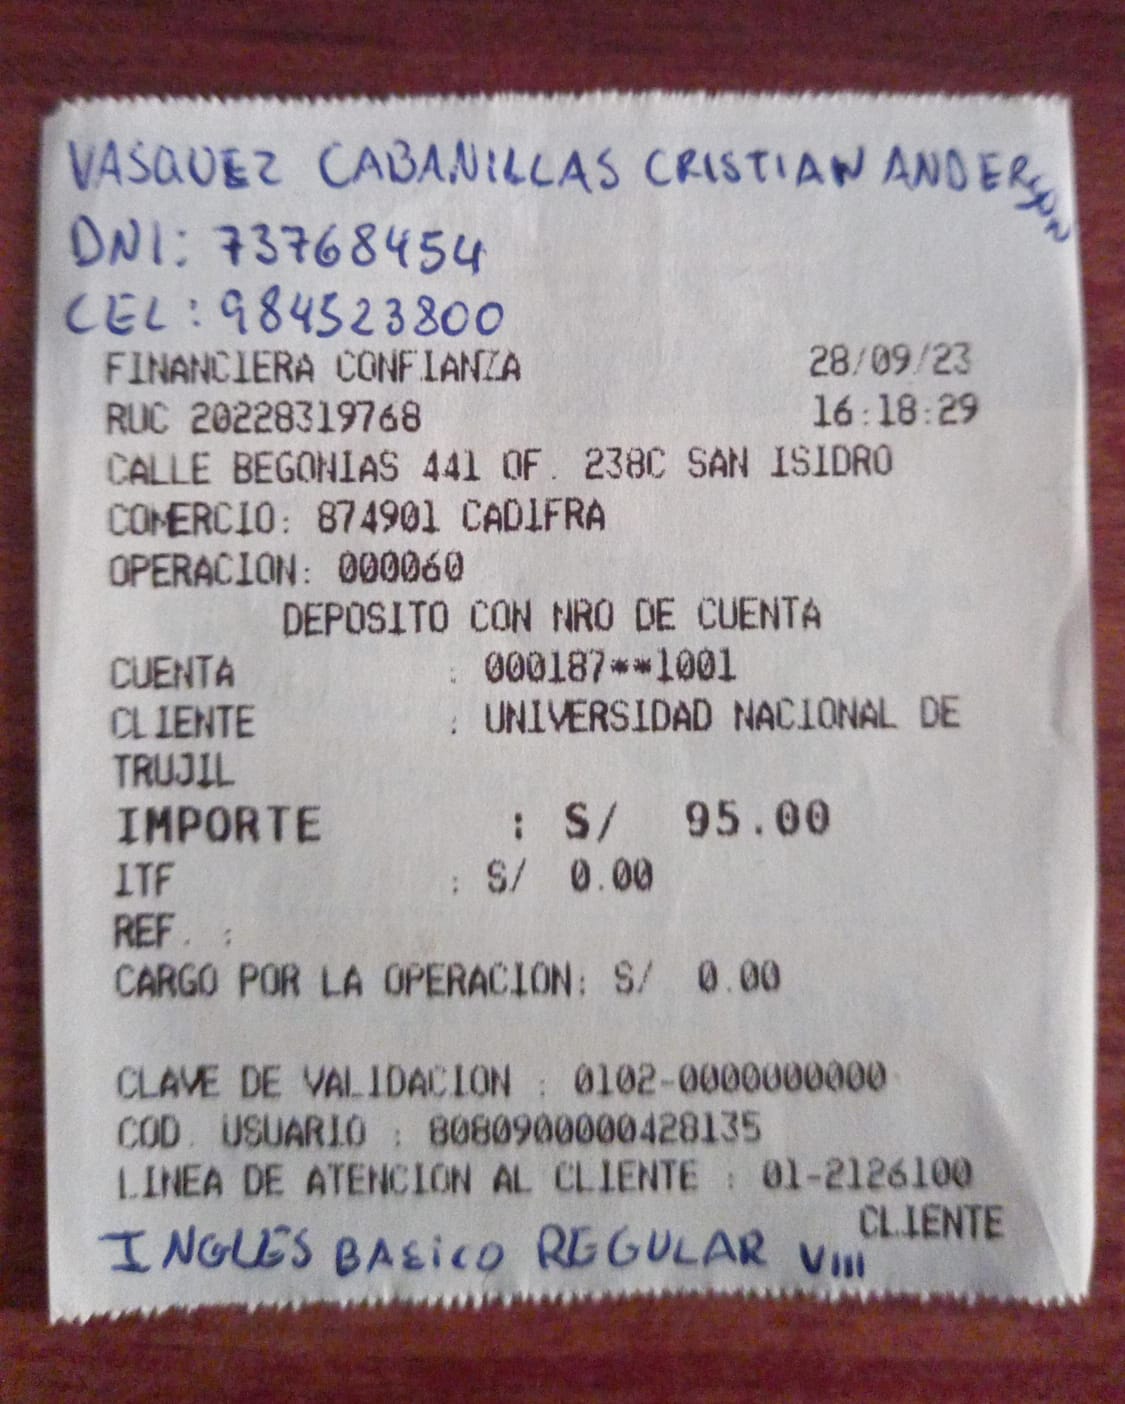 VASQUEZ CABANILLAS CRISTIAN ANDERSON
DNI: 73768454
CEL: 984523800
FINANCIERA CONFIANZA 28/09/23
RUC 20228319768 16:18:29
CALLE BEGONIAS 441 OF. 238C SAN ISIDRO
COMERCIO: 874901 CADIFRA
OPERACION: 000060
DEPOSITO CON NRO DE CUENTA
CUENTA : 000187**1001
CLIENTE : UNIVERSIDAD NACIONAL DE
TRUJIL
IMPORTE : S/ 95.00
ITF : S/ 0.00
REF. :
CARGO POR LA OPERACION: S/ 0.00
CLAVE DE VALIDACION : 0102-0000000000
COD. USUARIO : 8080900000428135
LINEA DE ATENCION AL CLIENTE : 01-2126100
CLIENTE
INGLES BASICO REGULAR VIII